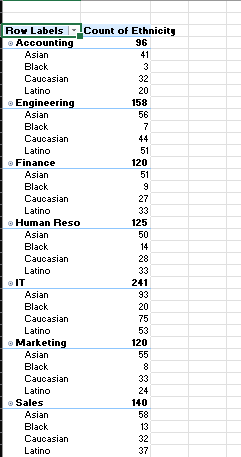 Row Labels Count of Ethnicity
Accounting 96
Asian 41
Black 3
Caucasian 32
Latino 20
Engineering 158
Asian 56
Black 7
Caucasian 44
Latino 51
Finance 120
Asian 51
Black 9
Caucasian 27
Latino 33
Human Reso 125
Asian 50
Black 14
Caucasian 28
Latino 33
IT 241
Asian 93
Black 20
Caucasian 75
Latino 53
Marketing 120
Asian 55
Black 8
Caucasian 33
Latino 24
Sales 140
Asian 58
Black 13
Caucasian 32
Latino 37